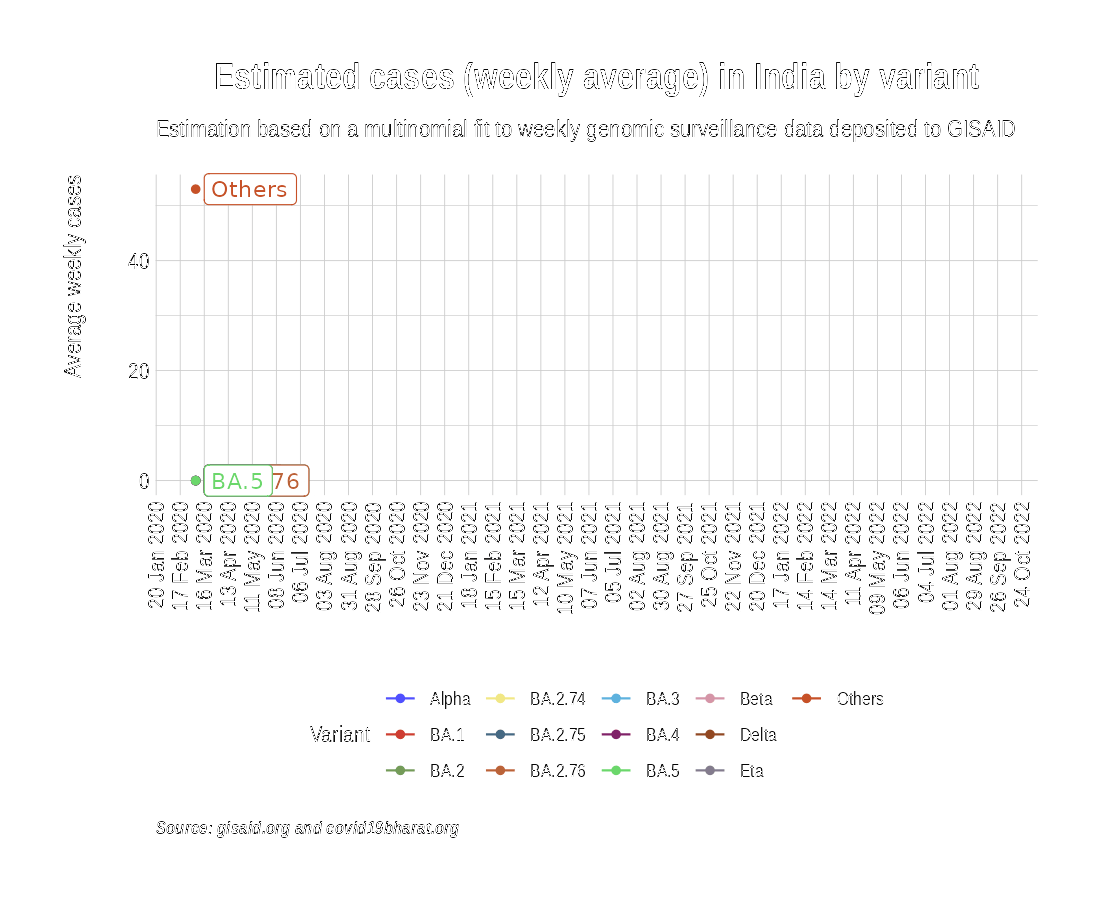 Estimated cases (weekly average) in India by variant
Estimation based on a multinomial fit to weekly genomic surveillance data deposited to GISAID
Average weekly cases
Others
40
20
0
BA.5
76
20 Jan 2020
17 Feb 2020
16 Mar 2020
13 Apr 2020
11 May 2020
08 Jun 2020
06 Jul 2020
03 Aug 2020
31 Aug 2020
28 Sep 2020
26 Oct 2020
23 Nov 2020
21 Dec 2020
18 Jan 2021
15 Feb 2021
15 Mar 2021
12 Apr 2021
10 May 2021
07 Jun 2021
05 Jul 2021
02 Aug 2021
30 Aug 2021
27 Sep 2021
25 Oct 2021
22 Nov 2021
20 Dec 2021
17 Jan 2022
14 Feb 2022
14 Mar 2022
11 Apr 2022
09 May 2022
06 Jun 2022
04 Jul 2022
01 Aug 2022
29 Aug 2022
26 Sep 2022
24 Oct 2022
Variant
Alpha
BA.1
BA.2
BA.2.74
BA.2.75
BA.2.76
BA.3
BA.4
BA.5
Beta
Delta
Eta
Others
Source: gisaid.org and covid19bharat.org